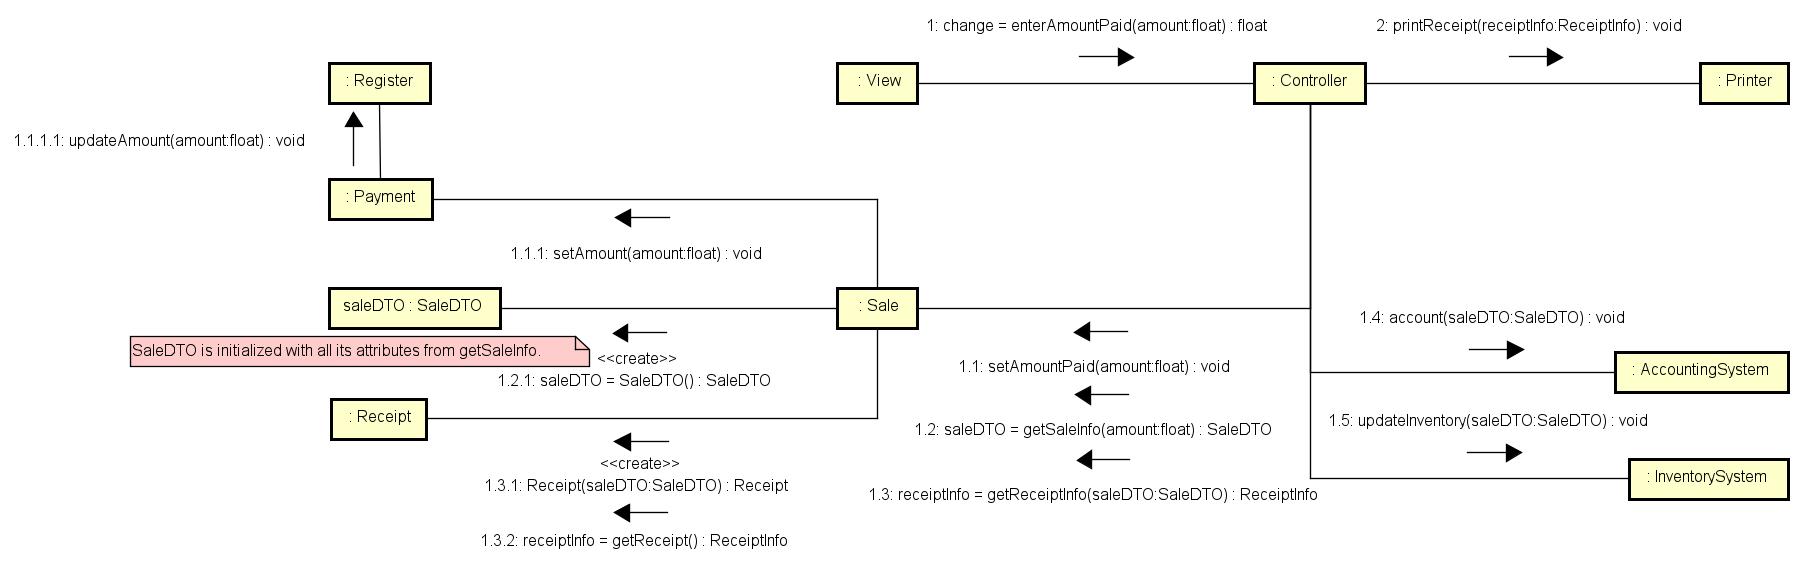 1: change = enterAmountPaid(amount:float) : float
2: printReceipt(receiptInfo:ReceiptInfo) : void
: Register
: View
: Controller
: Printer
1.1.1.1: updateAmount(amount:float) : void
: Payment
1.1.1: setAmount(amount:float) : void
saleDTO : SaleDTO
: Sale
1.4: account(saleDTO:SaleDTO) : void
SaleDTO is initialized with all its attributes from getSaleInfo.
<<create>>
1.2.1: saleDTO = SaleDTO() : SaleDTO
1.1: setAmountPaid(amount:float) : void
: AccountingSystem
: Receipt
1.2: saleDTO = getSaleInfo(amount:float) : SaleDTO
1.5: updateInventory(saleDTO:SaleDTO) : void
<<create>>
1.3.1: Receipt(saleDTO:SaleDTO) : Receipt
1.3: receiptInfo = getReceiptInfo(saleDTO:SaleDTO) : ReceiptInfo
: InventorySystem
1.3.2: receiptInfo = getReceipt() : ReceiptInfo